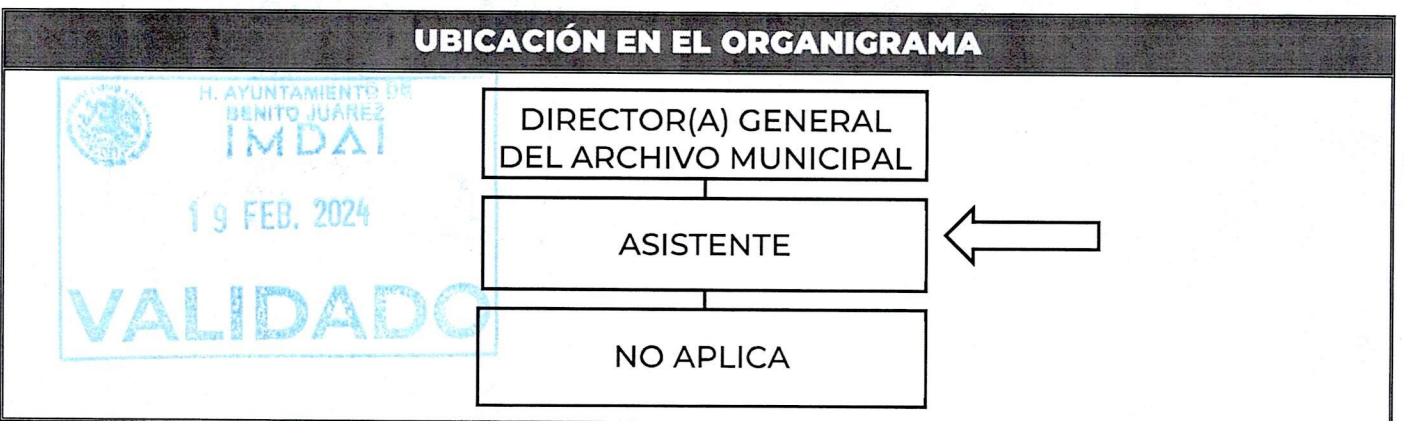 UBICACIÓN EN EL ORGANIGRAMA
H. AYUNTAMIENTO DE
BENITO JUÁREZ
IMDAI
19 FEB. 2024
VALIDADO
DIRECTOR(A) GENERAL
DEL ARCHIVO MUNICIPAL
ASISTENTE
NO APLICA